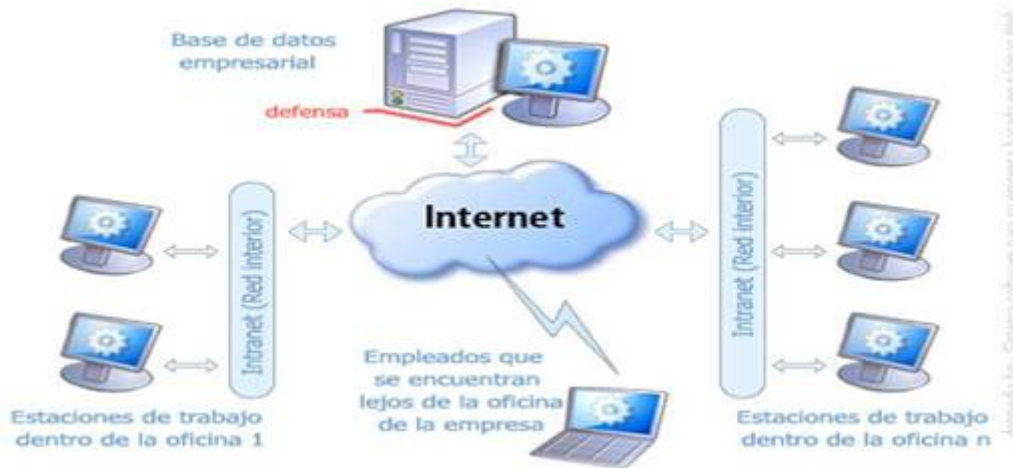 Base de datos
empresarial
defensa
Internet
Intranet (Red interior)
Intranet (Red interior)
Empleados que
se encuentran
lejos de la oficina
de la empresa
Estaciones de trabajo
dentro de la oficina 1
Estaciones de trabajo
dentro de la oficina n